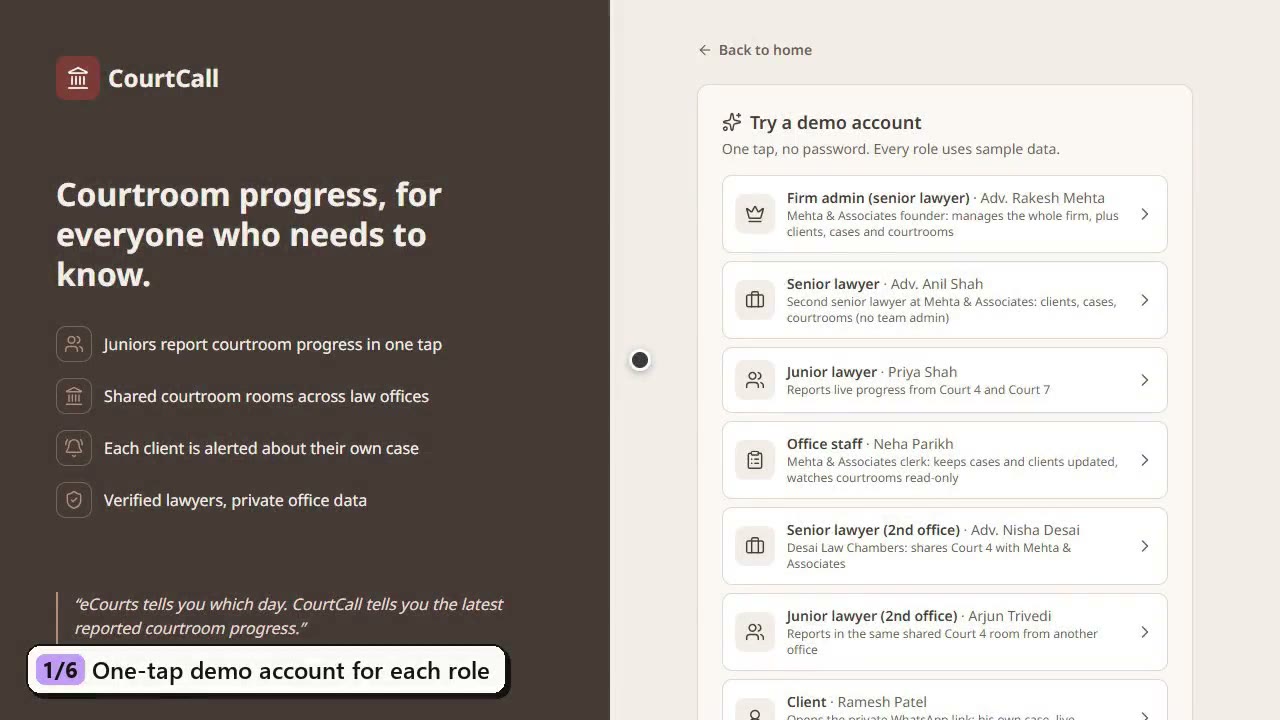 CourtCall
Courtroom progress, for
everyone who needs to
know.
Juniors report courtroom progress in one tap
Shared courtroom rooms across law offices
Each client is alerted about their own case
Verified lawyers, private office data
“eCourts tells you which day. CourtCall tells you the latest
reported courtroom progress.”
1/6 One-tap demo account for each role
Back to home
Try a demo account
One tap, no password. Every role uses sample data.
Firm admin (senior lawyer) · Adv. Rakesh Mehta
Mehta & Associates founder: manages the whole firm, plus
clients, cases and courtrooms
Senior lawyer · Adv. Anil Shah
Second senior lawyer at Mehta & Associates: clients, cases,
courtrooms (no team admin)
Junior lawyer · Priya Shah
Reports live progress from Court 4 and Court 7
Office staff · Neha Parikh
Mehta & Associates clerk: keeps cases and clients updated,
watches courtrooms read-only
Senior lawyer (2nd office) · Adv. Nisha Desai
Desai Law Chambers: shares Court 4 with Mehta &
Associates
Junior lawyer (2nd office) · Arjun Trivedi
Reports in the same shared Court 4 room from another
office
Client · Ramesh Patel
Opens the private WhatsApp link: his own case, live